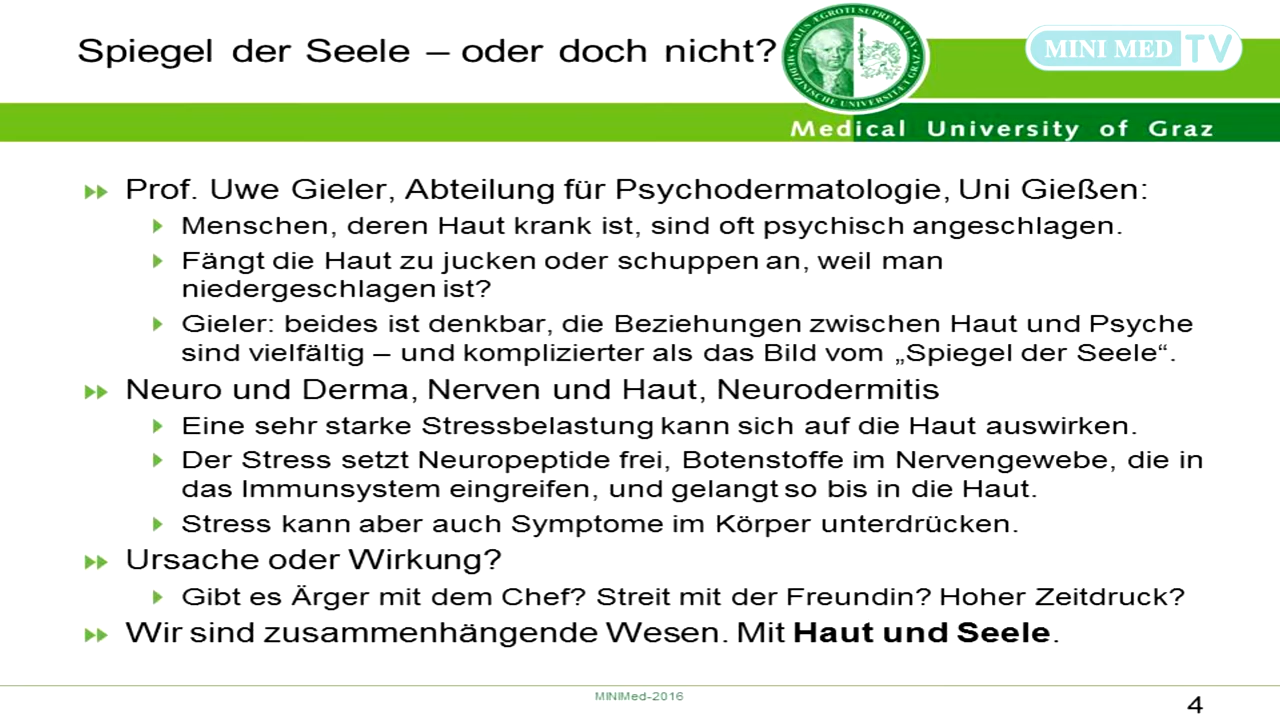 Spiegel der Seele – oder doch nicht?
SALUS EGROTI SUPREMA LEX
MEDIZINISCHE UNIVERSITÄT GRAZ
MINI MED TV
Medical University of Graz
Prof. Uwe Gieler, Abteilung für Psychodermatologie, Uni Gießen:
Menschen, deren Haut krank ist, sind oft psychisch angeschlagen.
Fängt die Haut zu jucken oder schuppen an, weil man
niedergeschlagen ist?
Gieler: beides ist denkbar, die Beziehungen zwischen Haut und Psyche
sind vielfältig – und komplizierter als das Bild vom „Spiegel der Seele“.
Neuro und Derma, Nerven und Haut, Neurodermitis
Eine sehr starke Stressbelastung kann sich auf die Haut auswirken.
Der Stress setzt Neuropeptide frei, Botenstoffe im Nervengewebe, die in
das Immunsystem eingreifen, und gelangt so bis in die Haut.
Stress kann aber auch Symptome im Körper unterdrücken.
Ursache oder Wirkung?
Gibt es Ärger mit dem Chef? Streit mit der Freundin? Hoher Zeitdruck?
Wir sind zusammenhängende Wesen. Mit Haut und Seele.
MINIMed-2016
4